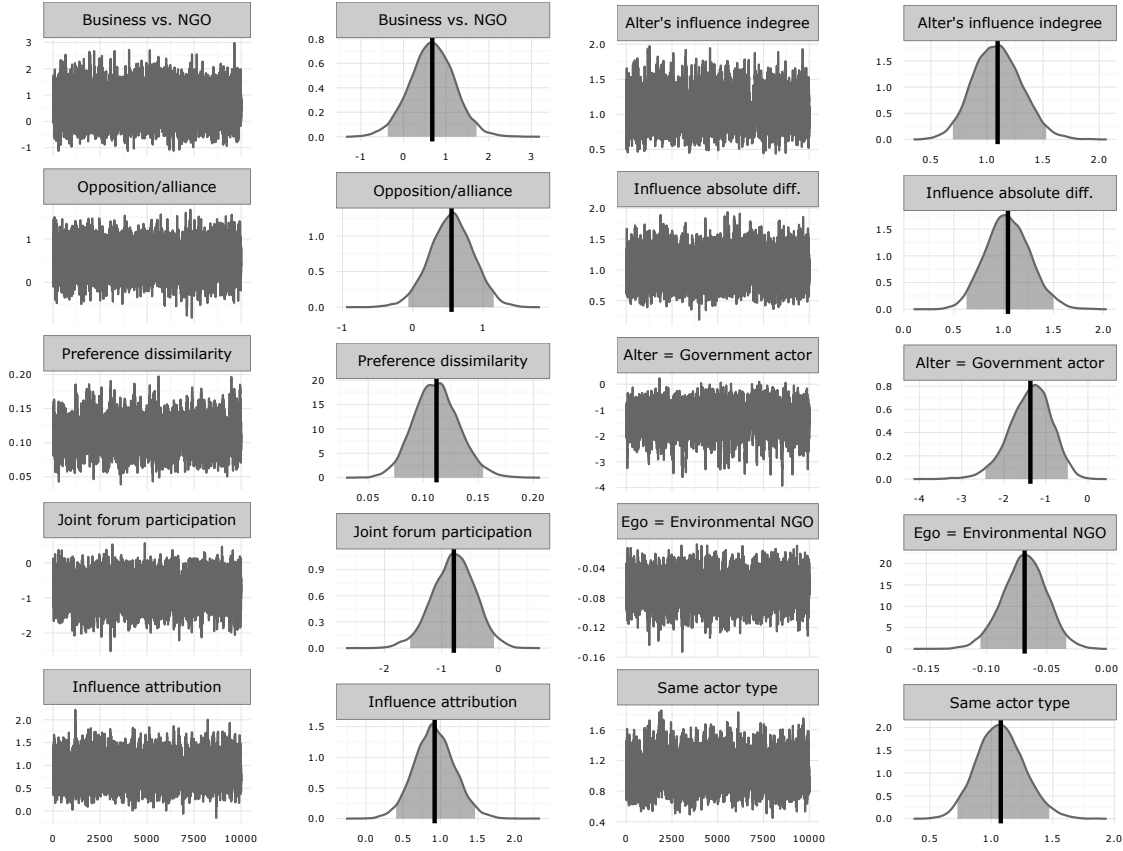 Business vs. NGO
3
2
1
0
-1
Business vs. NGO
0.8
0.6
0.4
0.2
0.0
-1 0 1 2 3
Alter's influence indegree
2.0
1.5
1.0
0.5
Alter's influence indegree
1.5
1.0
0.5
0.0
0.5 1.0 1.5 2.0
Opposition/alliance
1
0
Opposition/alliance
1.0
0.5
0.0
-1 0 1
Influence absolute diff.
2.0
1.5
1.0
0.5
Influence absolute diff.
1.5
1.0
0.5
0.0
0.0 0.5 1.0 1.5 2.0
Preference dissimilarity
0.20
0.15
0.10
0.05
Preference dissimilarity
20
15
10
5
0
0.05 0.10 0.15 0.20
Alter = Government actor
0
-1
-2
-3
-4
Alter = Government actor
0.8
0.6
0.4
0.2
0.0
-4 -3 -2 -1 0
Joint forum participation
0
-1
-2
Joint forum participation
0.9
0.6
0.3
0.0
-2 -1 0
Ego = Environmental NGO
-0.04
-0.08
-0.12
-0.16
Ego = Environmental NGO
20
15
10
5
0
-0.15 -0.10 -0.05 0.00
Influence attribution
2.0
1.5
1.0
0.5
0.0
0 2500 5000 7500 10000
Influence attribution
1.5
1.0
0.5
0.0
0.0 0.5 1.0 1.5 2.0
Same actor type
1.6
1.2
0.8
0.4
0 2500 5000 7500 10000
Same actor type
2.0
1.5
1.0
0.5
0.0
0.5 1.0 1.5 2.0